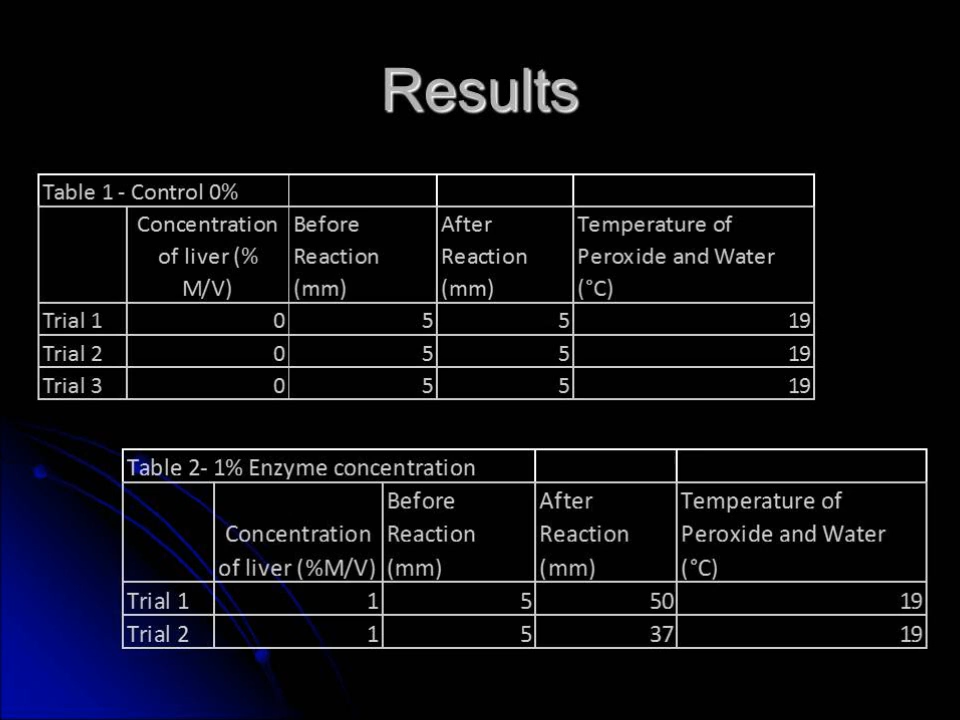 Results
Table 1 - Control 0%
Concentration of liver (% M/V) Before Reaction (mm) After Reaction (mm) Temperature of Peroxide and Water (°C)
Trial 1 0 5 5 19
Trial 2 0 5 5 19
Trial 3 0 5 5 19
Table 2- 1% Enzyme concentration
Concentration of liver (%M/V) Before Reaction (mm) After Reaction (mm) Temperature of Peroxide and Water (°C)
Trial 1 1 5 50 19
Trial 2 1 5 37 19